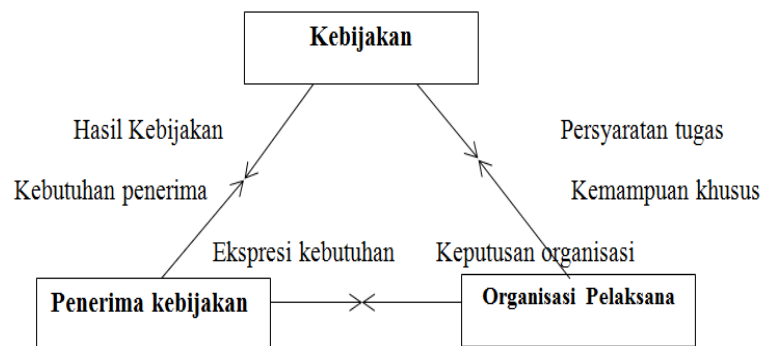 Kebijakan
Hasil Kebijakan
Persyaratan tugas
Kebutuhan penerima
Kemampuan khusus
Ekspresi kebutuhan
Keputusan organisasi
Penerima kebijakan
Organisasi Pelaksana